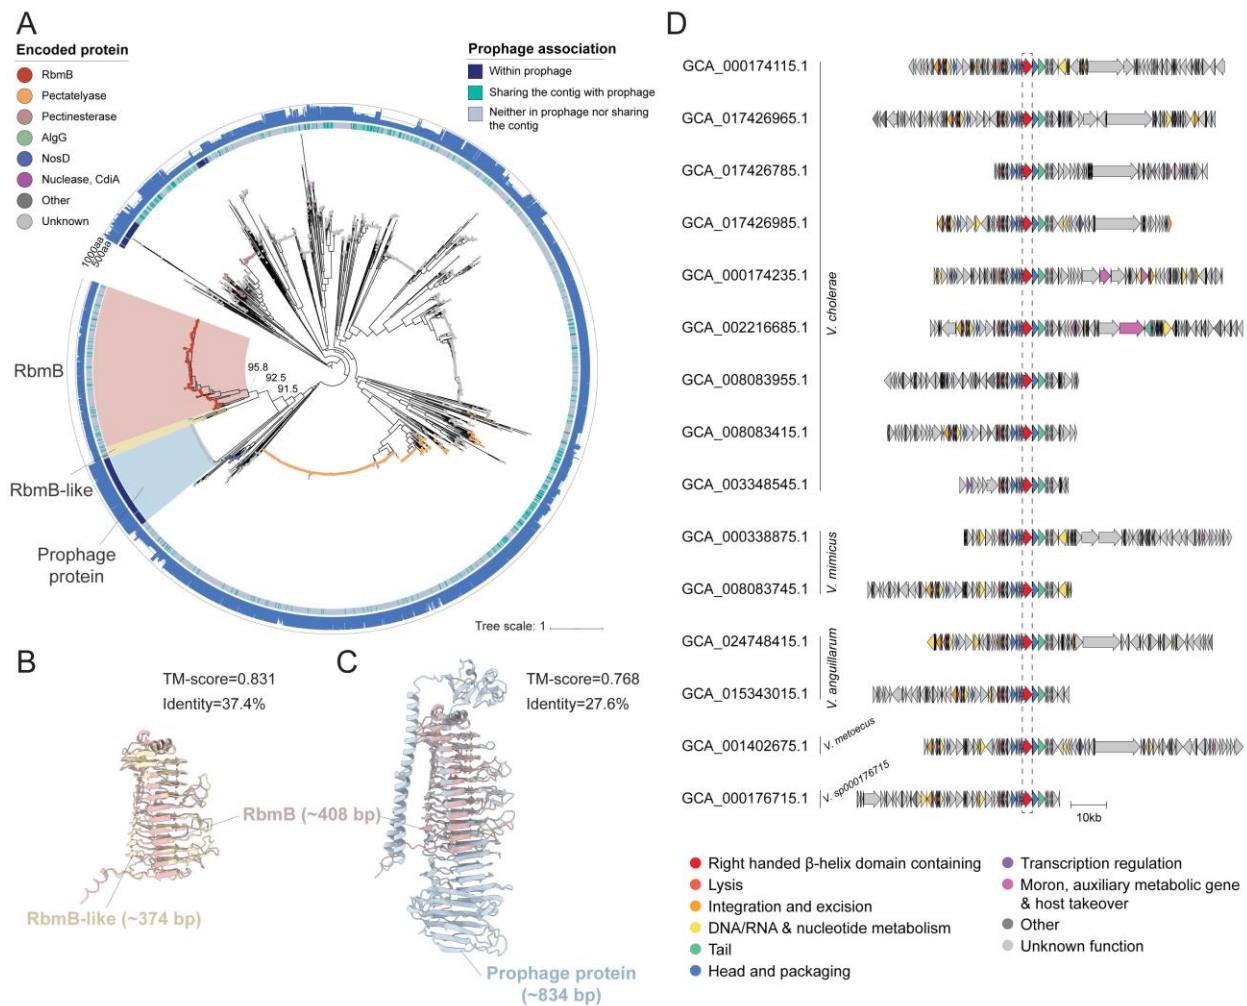 A
Encoded protein
RbmB
Pectatelyase
Pectinesterase
AlgG
NosD
Nuclease, CdiA
Other
Unknown
Prophage association
Within prophage
Sharing the contig with prophage
Neither in prophage nor sharing
the contig
1000aa
500aa
95.8
92.5
91.5
RbmB
RbmB-like
Prophage
protein
Tree scale: 1
B
TM-score=0.831
Identity=37.4%
RbmB (~408 bp)
RbmB-like (~374 bp)
C
TM-score=0.768
Identity=27.6%
Prophage protein
(~834 bp)
D
GCA_000174115.1
GCA_017426965.1
GCA_017426785.1
GCA_017426985.1
GCA_000174235.1
GCA_002216685.1
GCA_008083955.1
GCA_008083415.1
GCA_003348545.1
V. cholerae
GCA_000338875.1
GCA_008083745.1
V. mimicus
GCA_024748415.1
GCA_015343015.1
V. anguillarum
GCA_001402675.1
V. metoecus
GCA_000176715.1
V. sp000176715
10kb
Right handed β-helix domain containing
Lysis
Integration and excision
DNA/RNA & nucleotide metabolism
Tail
Head and packaging
Transcription regulation
Moron, auxiliary metabolic gene
& host takeover
Other
Unknown function